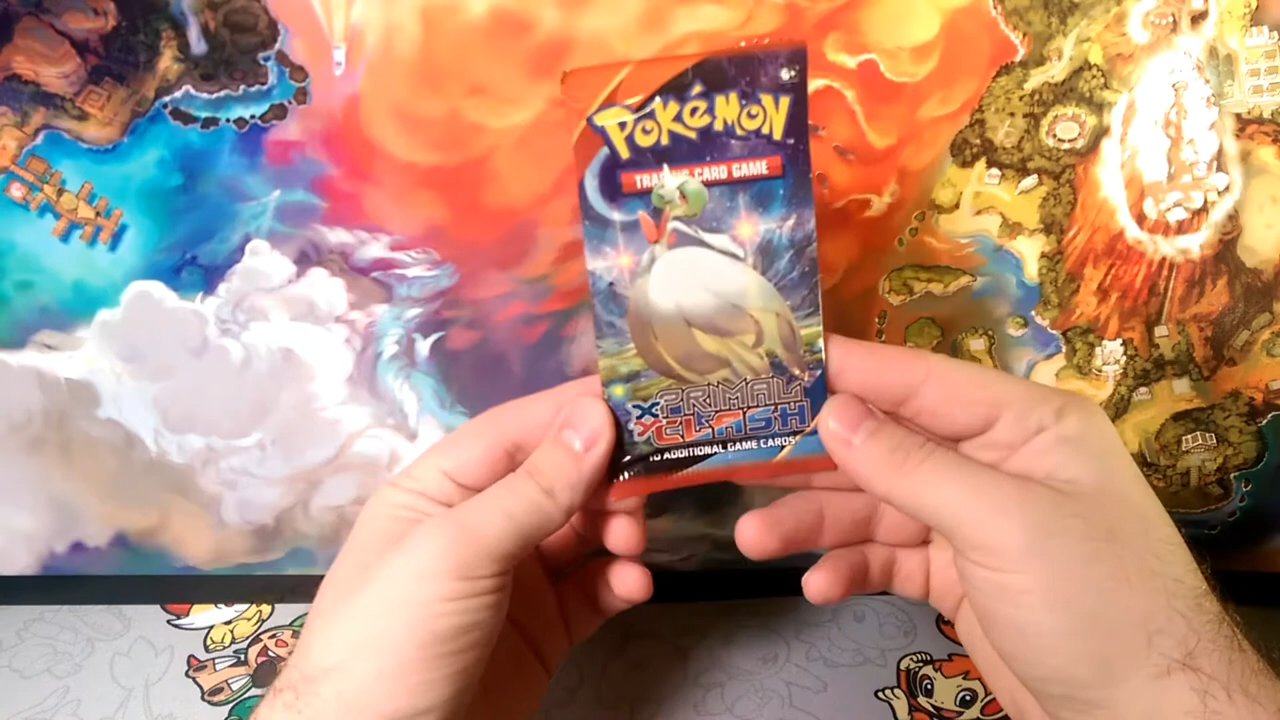 6+
POKéMON
TRADING CARD GAME
XY PRIMAL
CLASH
10 ADDITIONAL GAME CARDS